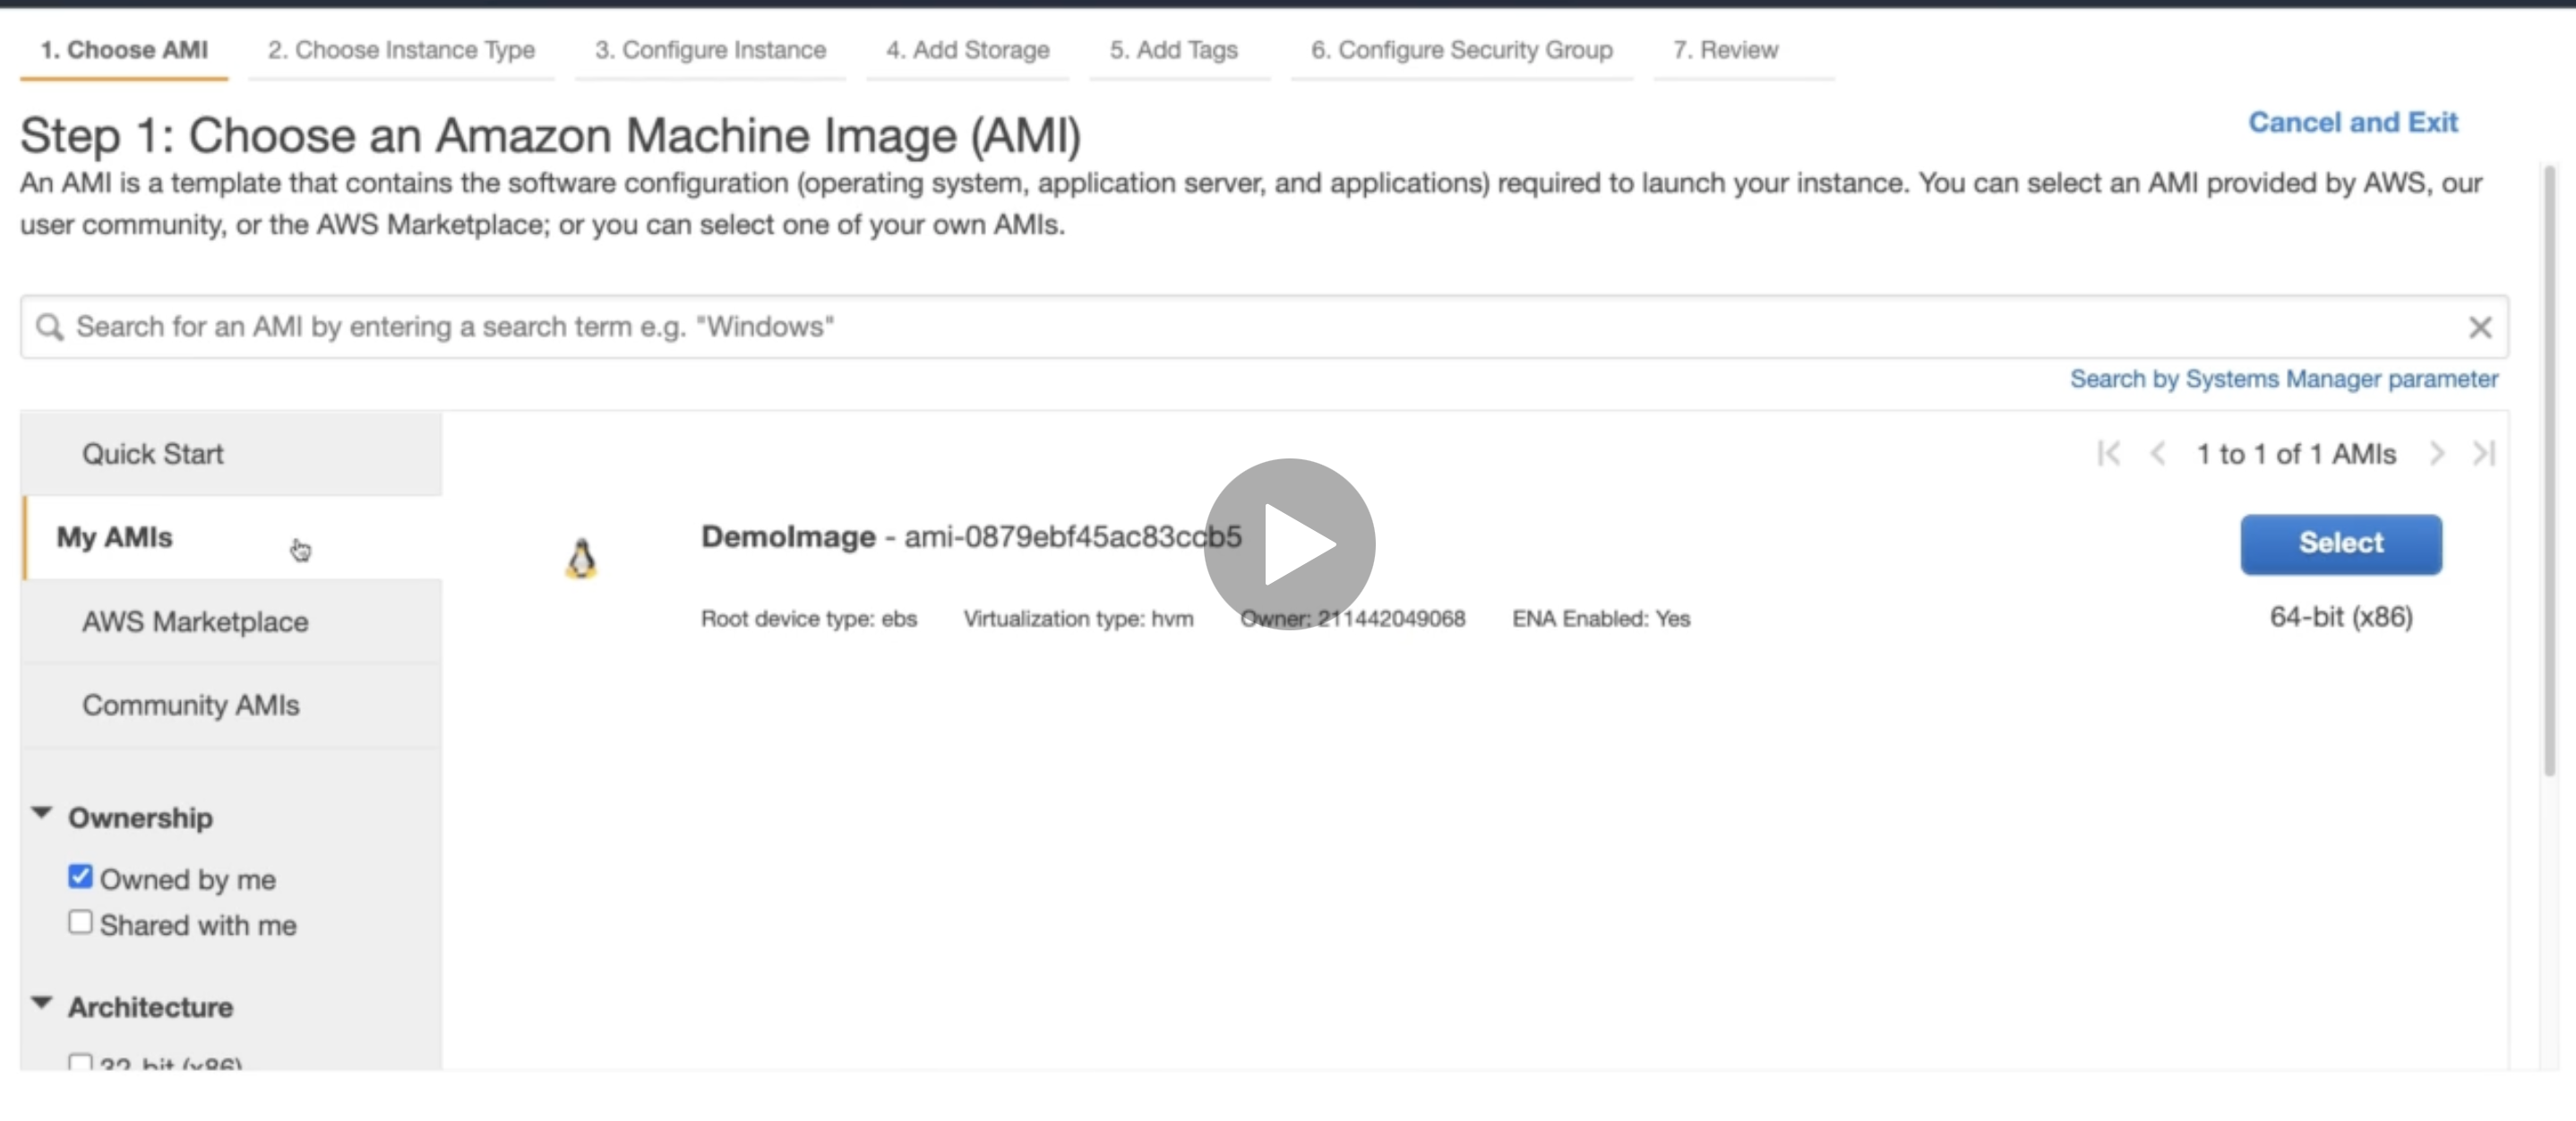 1. Choose AMI 2. Choose Instance Type 3. Configure Instance 4. Add Storage 5. Add Tags 6. Configure Security Group 7. Review
Step 1: Choose an Amazon Machine Image (AMI)
Cancel and Exit
An AMI is a template that contains the software configuration (operating system, application server, and applications) required to launch your instance. You can select an AMI provided by AWS, our
user community, or the AWS Marketplace; or you can select one of your own AMIs.
Search for an AMI by entering a search term e.g. "Windows"
Search by Systems Manager parameter
Quick Start
My AMIs
AWS Marketplace
Community AMIs
Ownership
Owned by me
Shared with me
Architecture
32-bit (x86)
1 to 1 of 1 AMIs
DemoImage - ami-0879ebf45ac83ccb5
Select
Root device type: ebs Virtualization type: hvm Owner: 211442049068 ENA Enabled: Yes
64-bit (x86)